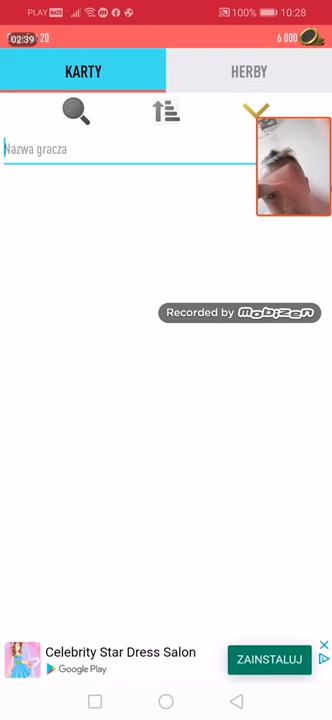 PLAY 100% 10:28
02:39 20 6 000
KARTY HERBY
Nazwa gracza
Recorded by mobizen
Celebrity Star Dress Salon
Google Play
ZAINSTALUJ